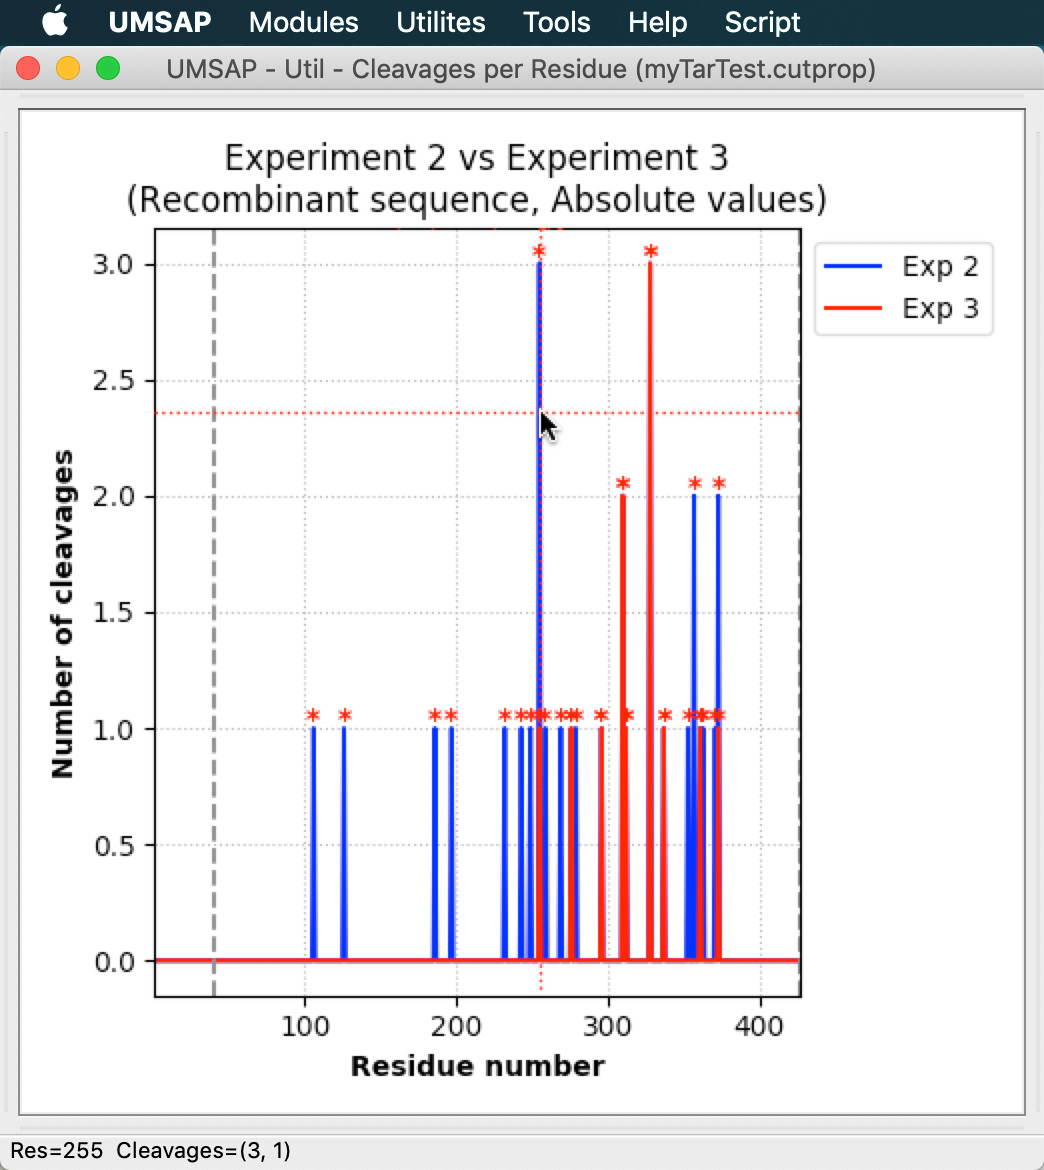 UMSAP Modules Utilites Tools Help Script
UMSAP - Util - Cleavages per Residue (myTarTest.cutprop)
Experiment 2 vs Experiment 3
(Recombinant sequence, Absolute values)
3.0
2.5
2.0
1.5
1.0
0.5
0.0
Number of cleavages
100 200 300 400
Residue number
Exp 2
Exp 3
Res=255 Cleavages=(3, 1)